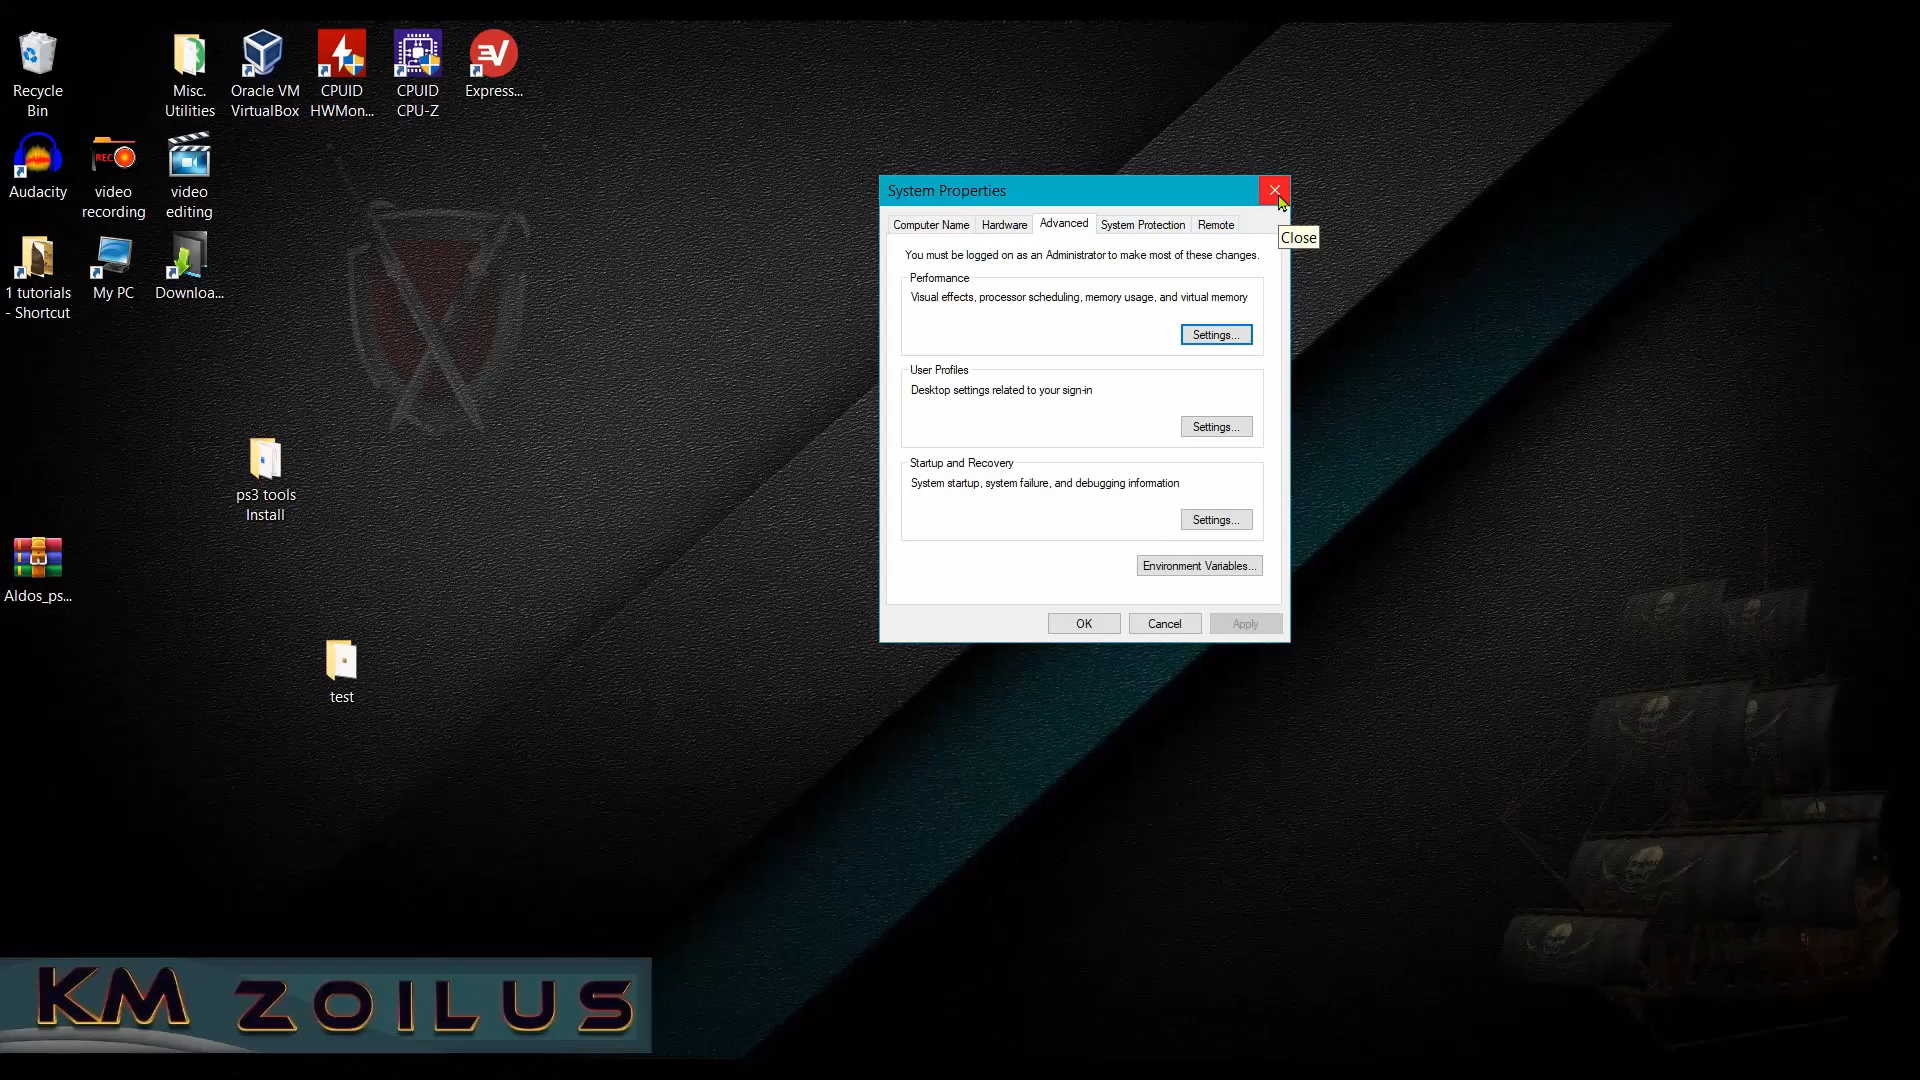 Recycle
Bin
Misc.
Utilities
Oracle VM
VirtualBox
CPUID
HWMon...
CPUID
CPU-Z
Express...
Audacity
REC
video
recording
video
editing
1 tutorials
- Shortcut
My PC
Downloa...
ps3 tools
Install
Aldos_ps...
test
System Properties
Close
Computer Name
Hardware
Advanced
System Protection
Remote
You must be logged on as an Administrator to make most of these changes.
Performance
Visual effects, processor scheduling, memory usage, and virtual memory
Settings...
User Profiles
Desktop settings related to your sign-in
Settings...
Startup and Recovery
System startup, system failure, and debugging information
Settings...
Environment Variables...
OK
Cancel
Apply
KM ZOILUS